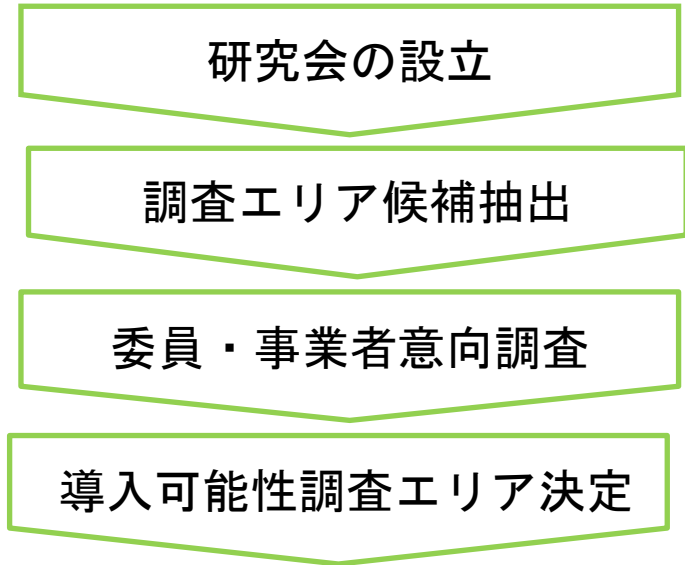 研究会の設立
調査エリア候補抽出
委員・事業者意向調査
導入可能性調査エリア決定